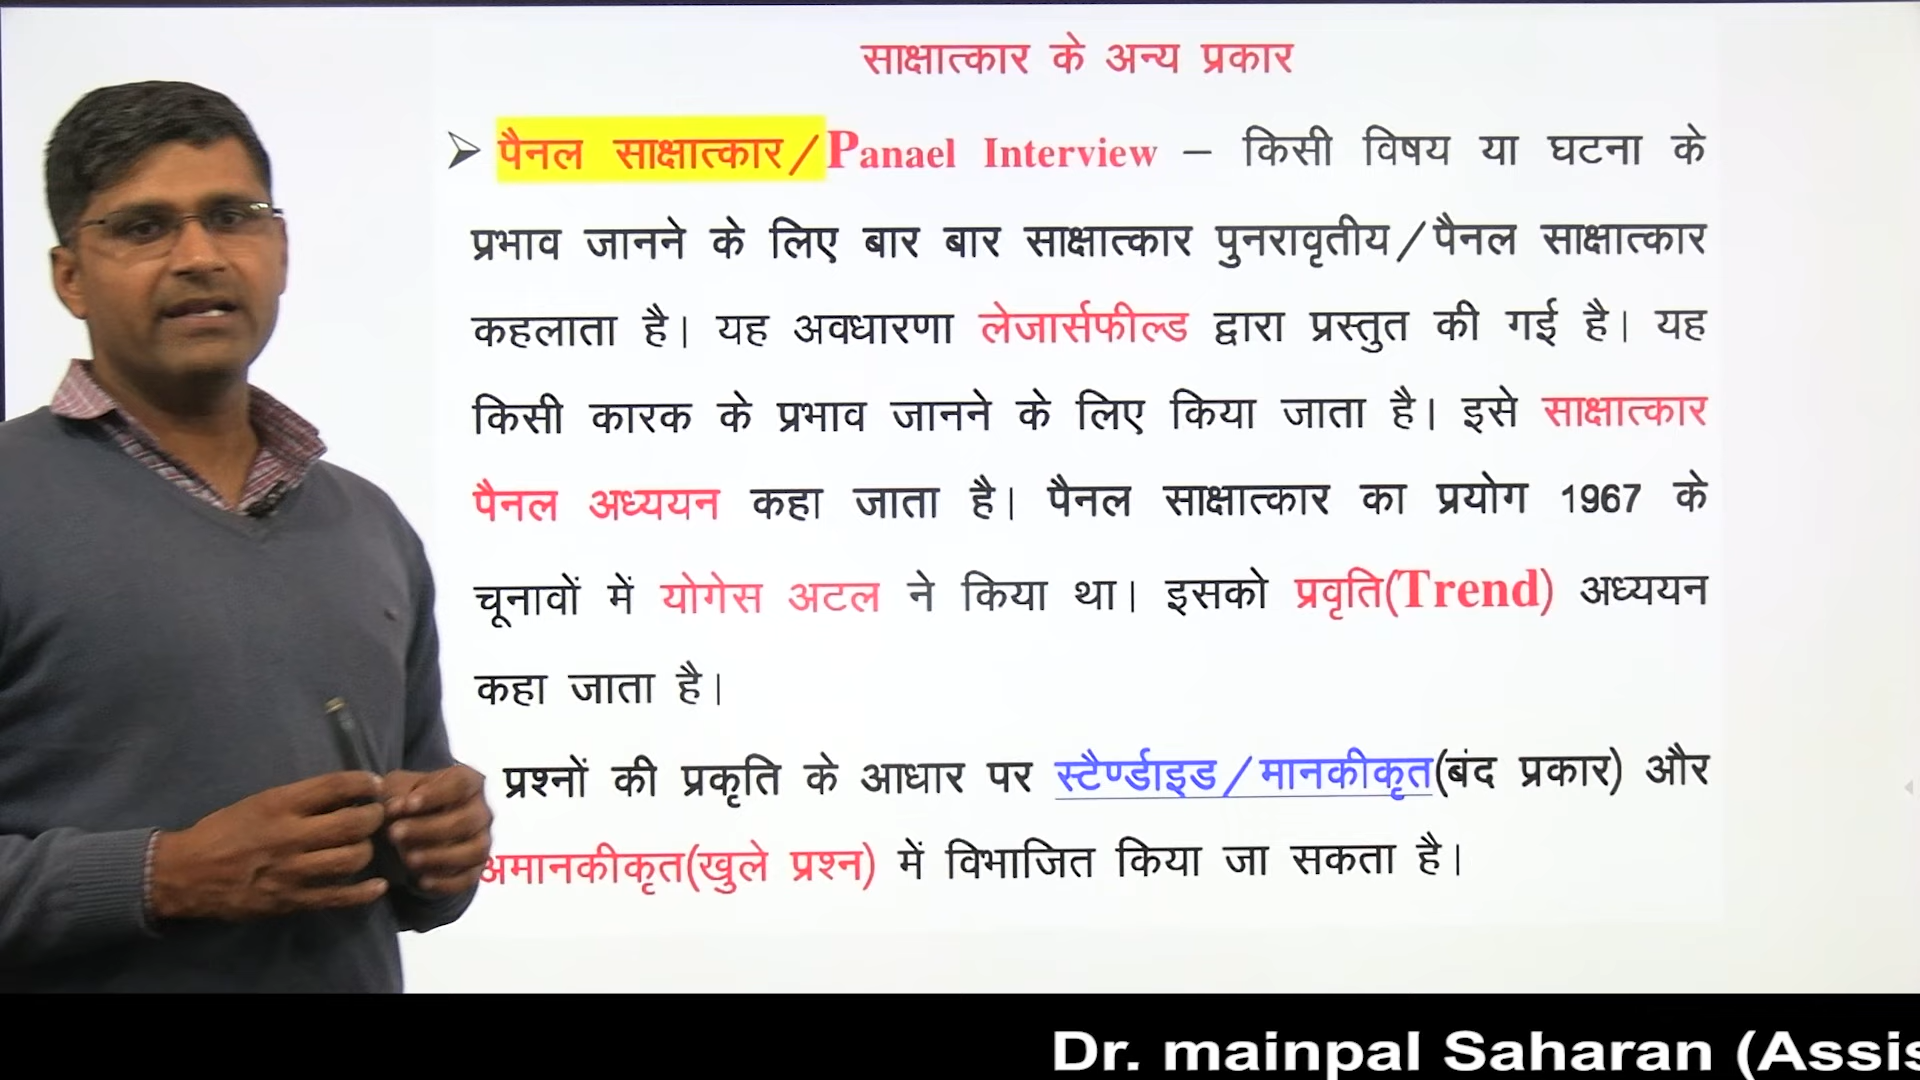 साक्षात्कार के अन्य प्रकार
पैनल साक्षात्कार/Panael Interview – किसी विषय या घटना के
प्रभाव जानने के लिए बार बार साक्षात्कार पुनरावृतीय/पैनल साक्षात्कार
कहलाता है। यह अवधारणा लेजार्सफील्ड द्वारा प्रस्तुत की गई है। यह
किसी कारक के प्रभाव जानने के लिए किया जाता है। इसे साक्षात्कार
पैनल अध्ययन कहा जाता है। पैनल साक्षात्कार का प्रयोग 1967 के
चूनावों में योगेस अटल ने किया था। इसको प्रवृति(Trend) अध्ययन
कहा जाता है।
प्रश्नों की प्रकृति के आधार पर स्टैर्ण्डाइड/मानकीकृत(बंद प्रकार) और
अमानकीकृत(खुले प्रश्न) में विभाजित किया जा सकता है।
Dr. mainpal Saharan (Assis